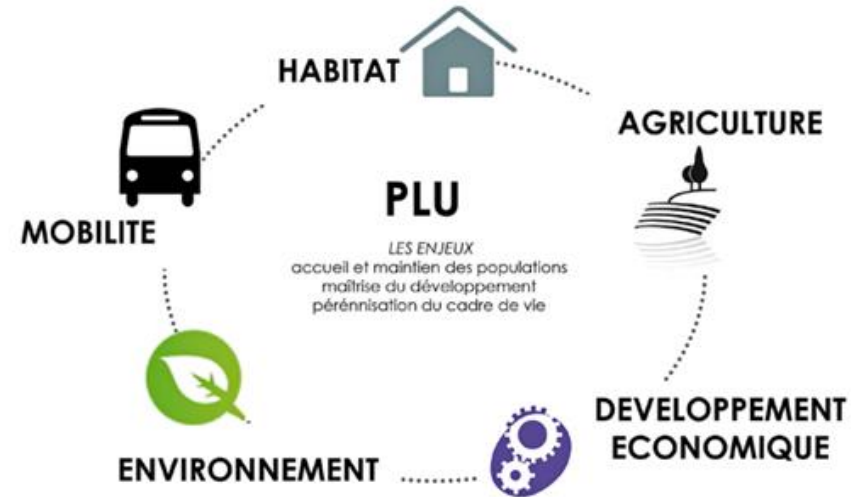 HABITAT
AGRICULTURE
MOBILITE
PLU
LES ENJEUX
accueil et maintien des populations
maîtrise du développement
pérénnisation du cadre de vie
DEVELOPPEMENT
ECONOMIQUE
ENVIRONNEMENT